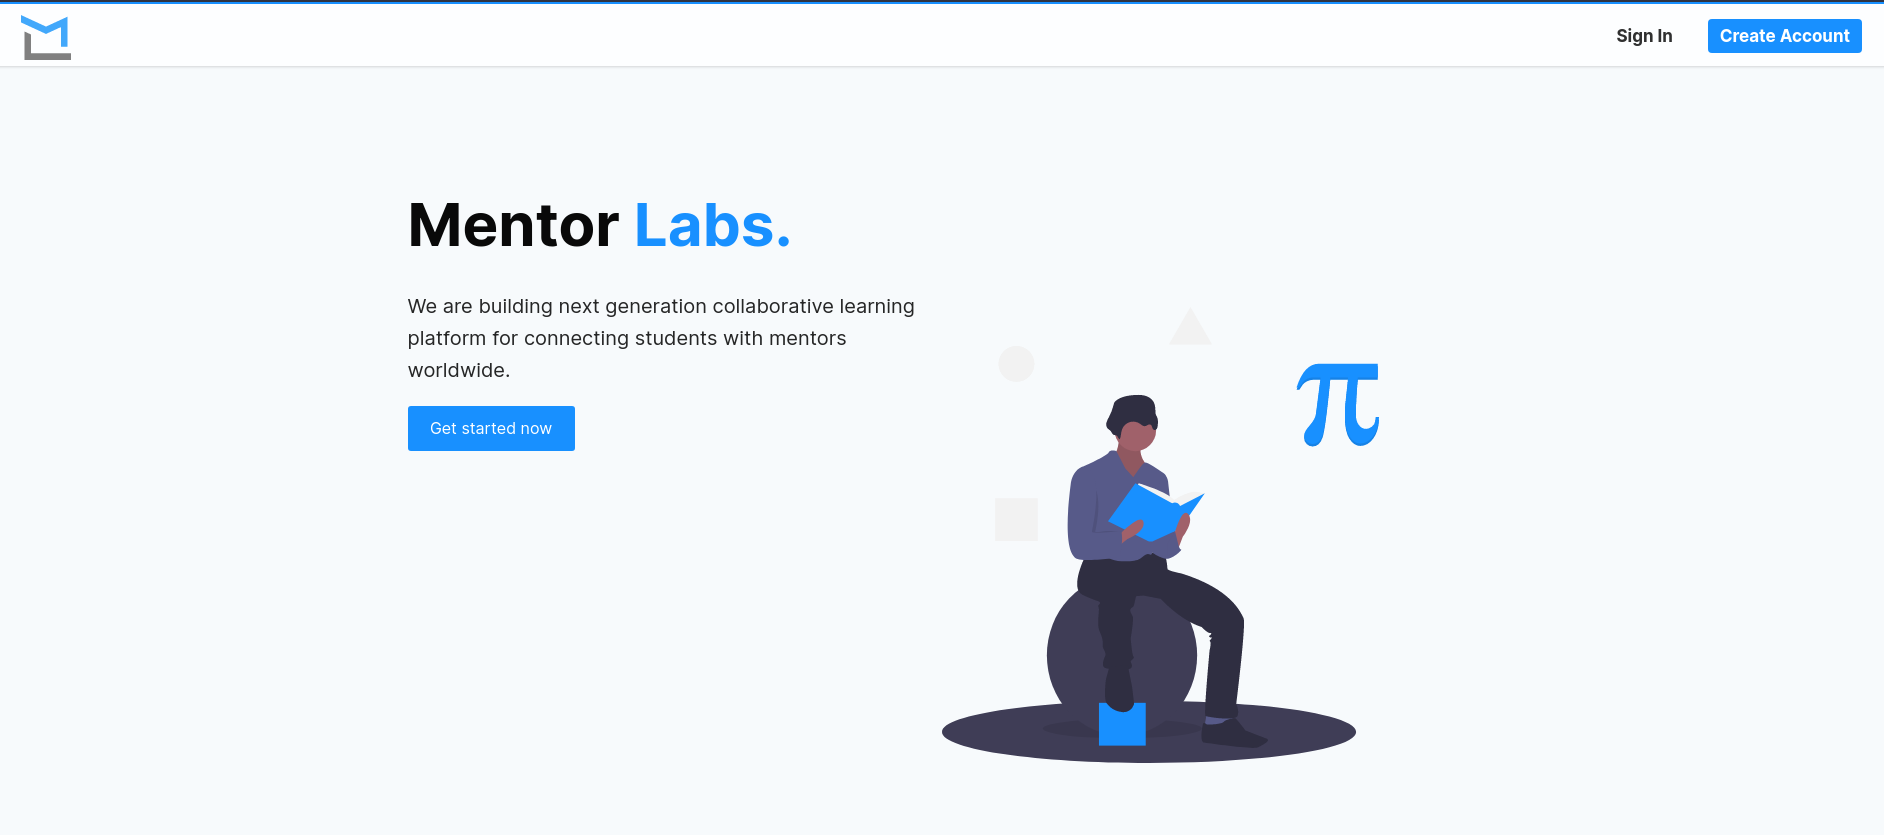 Sign In
Create Account
Mentor Labs.
We are building next generation collaborative learning
platform for connecting students with mentors
worldwide.
Get started now
π